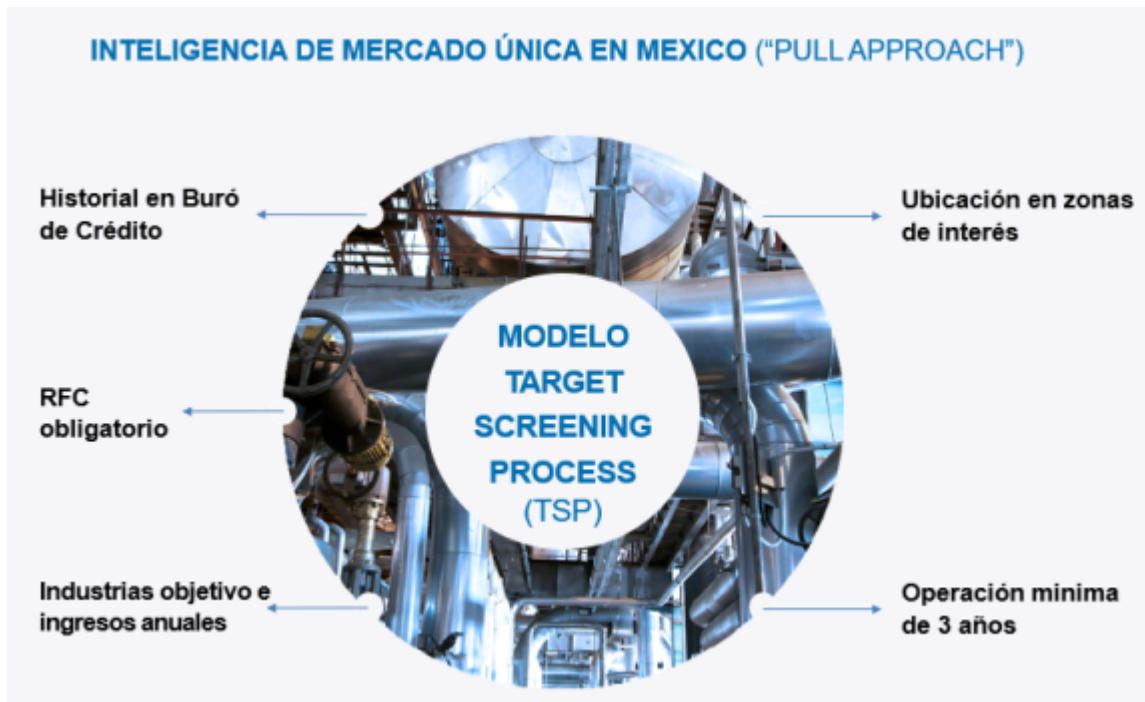 INTELIGENCIA DE MERCADO ÚNICA EN MEXICO (“PULL APPROACH”)
Historial en Buró
de Crédito
Ubicación en zonas
de interés
MODELO
TARGET
SCREENING
PROCESS
(TSP)
RFC
obligatorio
Industrias objetivo e
ingresos anuales
Operación minima
de 3 años